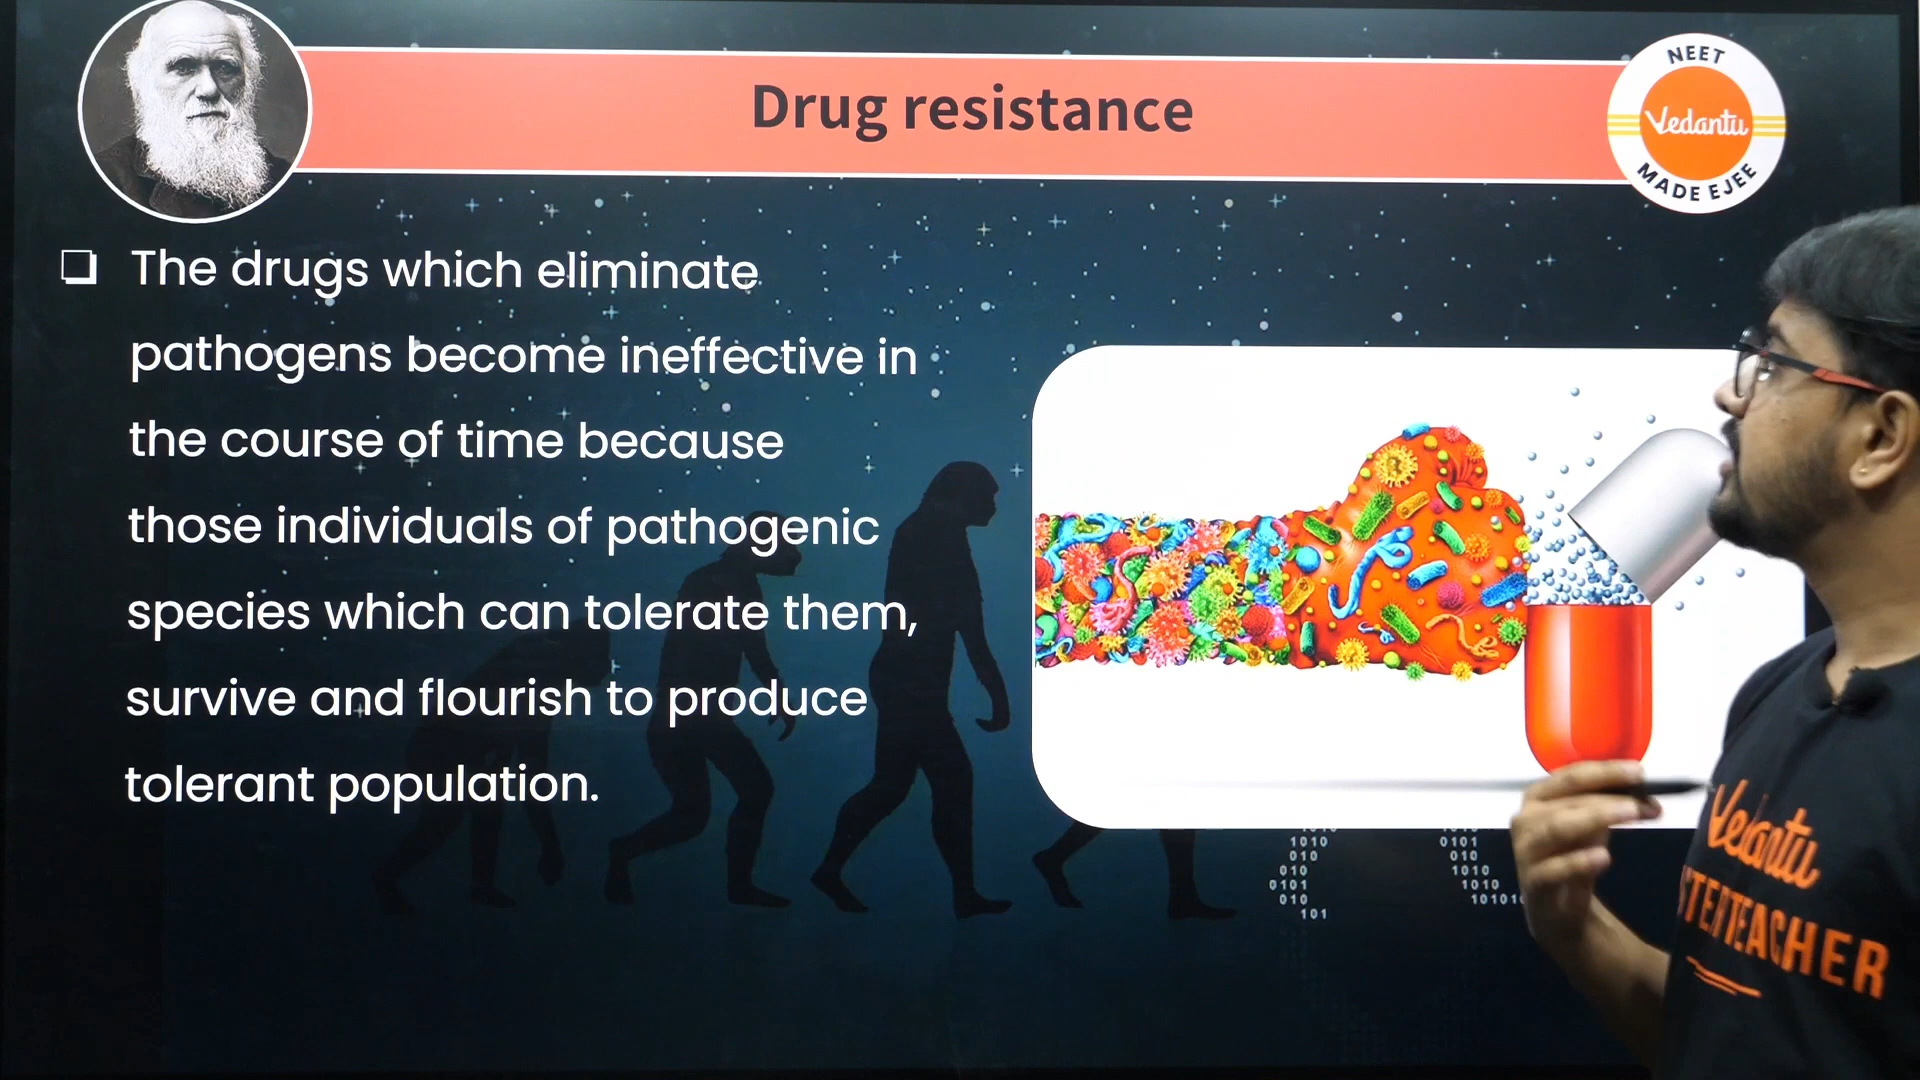 Drug resistance
NEET
Vedantu
MADE EJEE
The drugs which eliminate
pathogens become ineffective in
the course of time because
those individuals of pathogenic
species which can tolerate them,
survive and flourish to produce
tolerant population.
1010
010
010
0101
010
101
0101
010
1010
1010
Vedantu